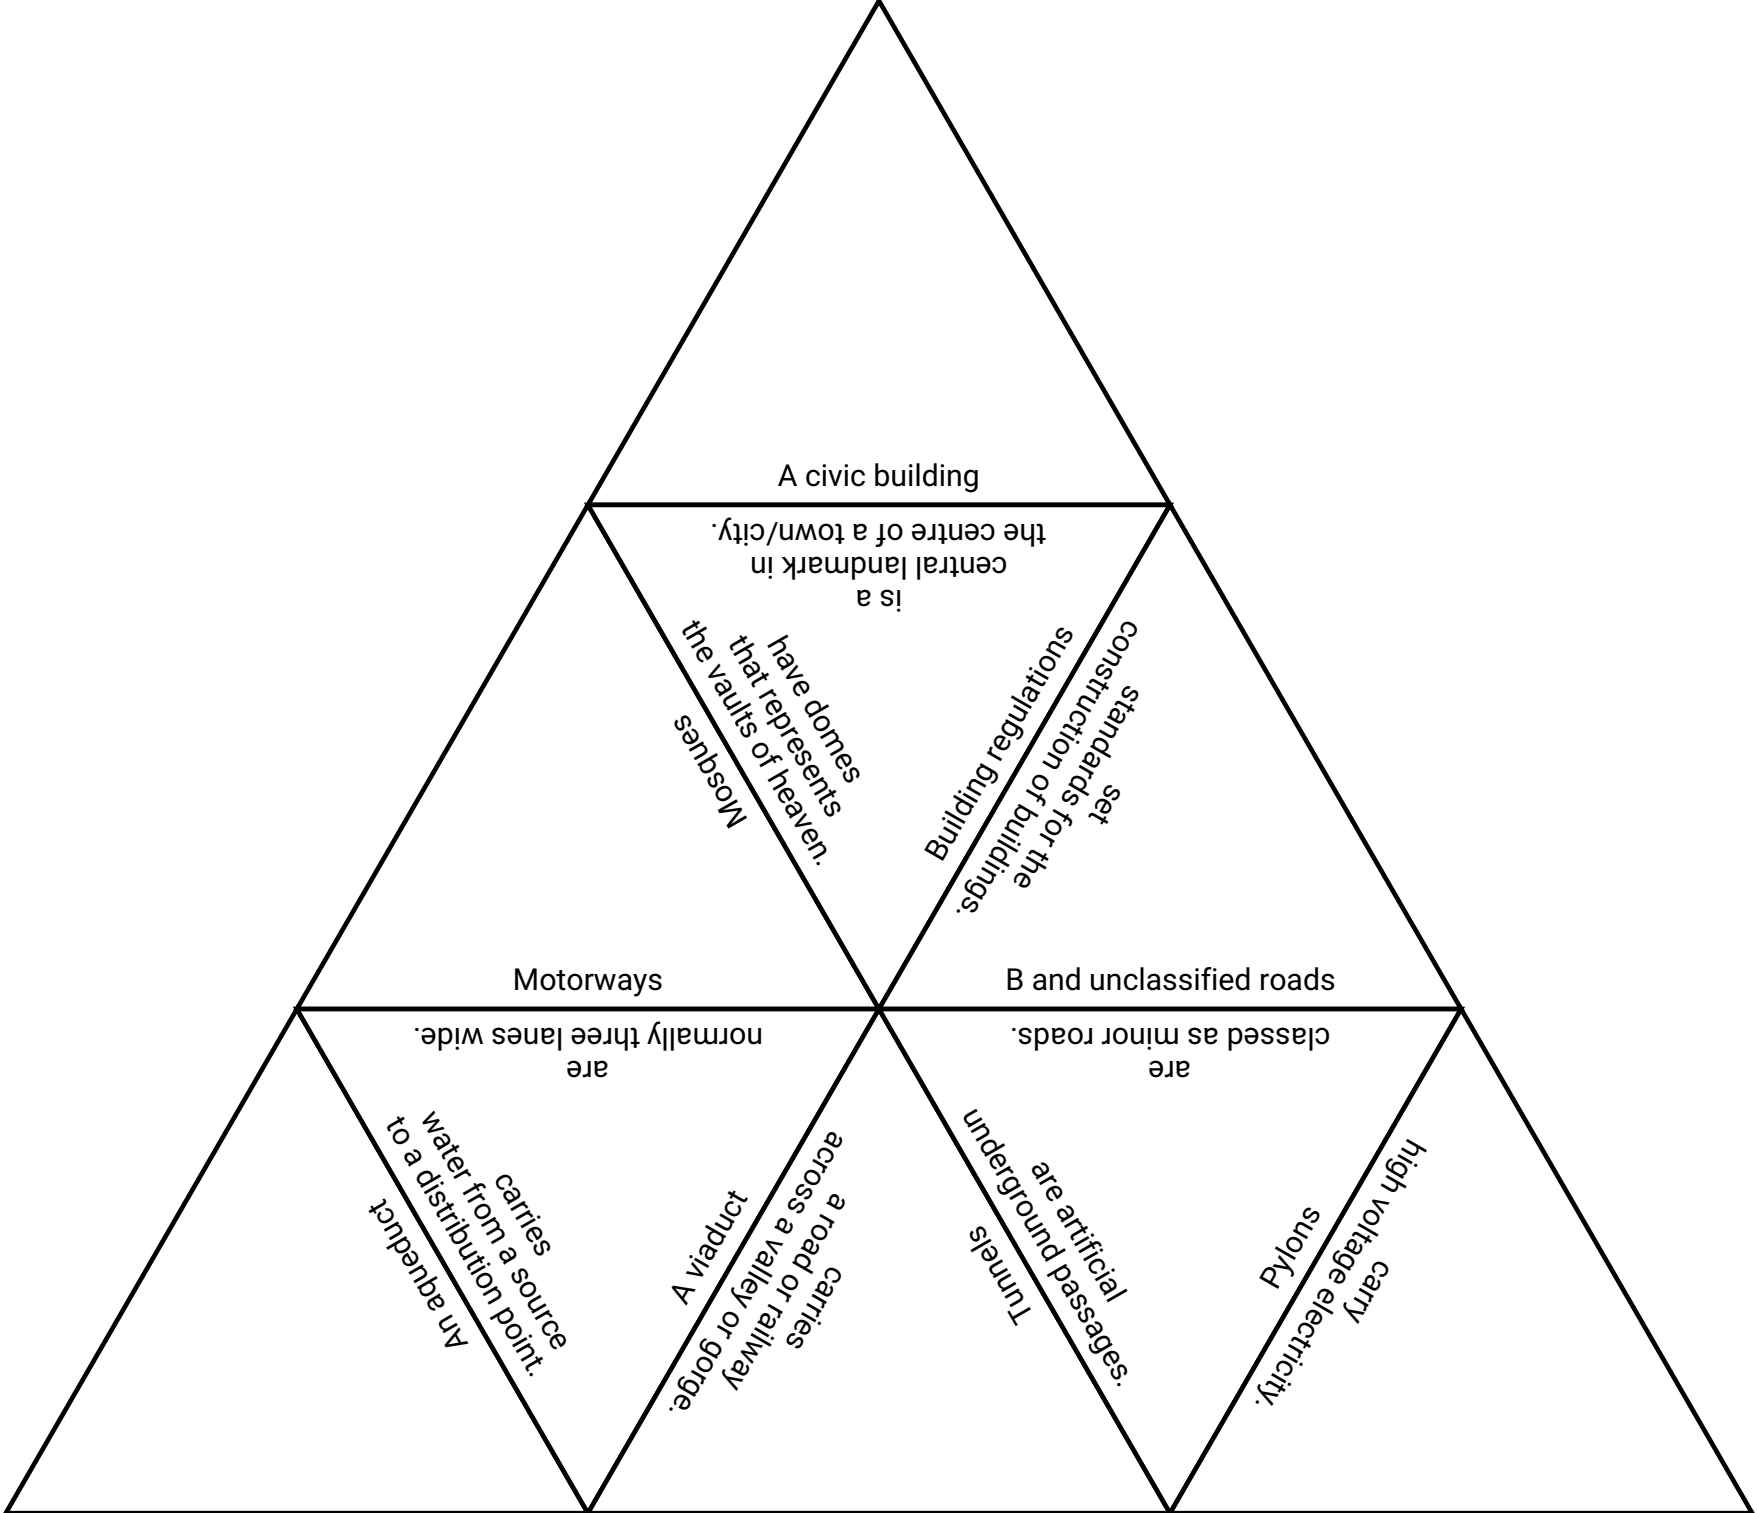 A civic building
is a
central landmark in
the centre of a town/city.
have domes
that represents
the vaults of heaven.
Mosques
Building regulations
set
standards for the
construction of buildings.
Motorways
are
normally three lanes wide.
B and unclassified roads
are
classed as minor roads.
carries
water from a source
to a distribution point.
An aqueduct
A viaduct
carries
a road or railway
across a valley or gorge.
are artificial
underground passages.
Tunnels
Pylons
carry
high voltage electricity.